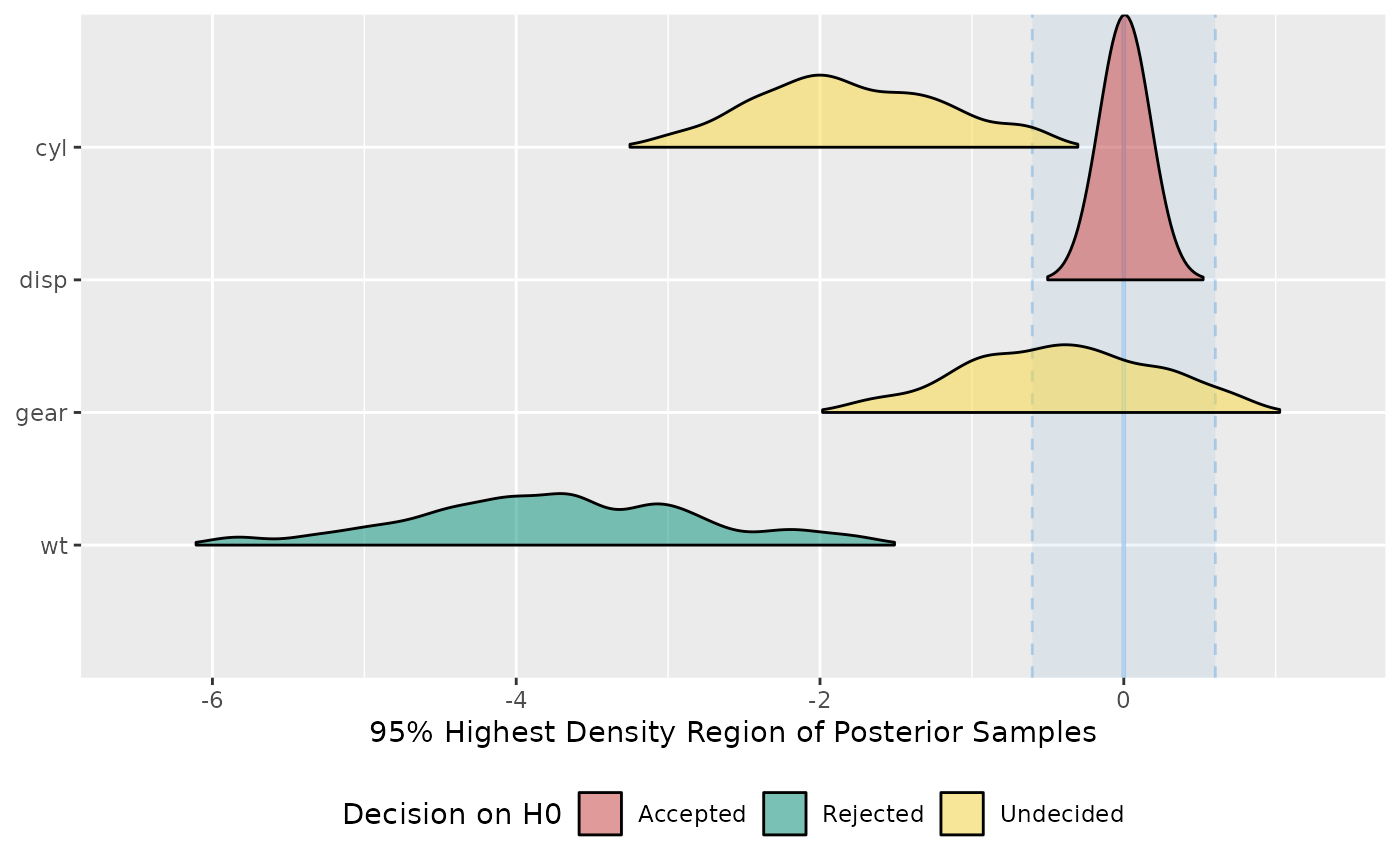 cyl
disp
gear
wt
-6 -4 -2 0
95% Highest Density Region of Posterior Samples
Decision on H0 Accepted Rejected Undecided